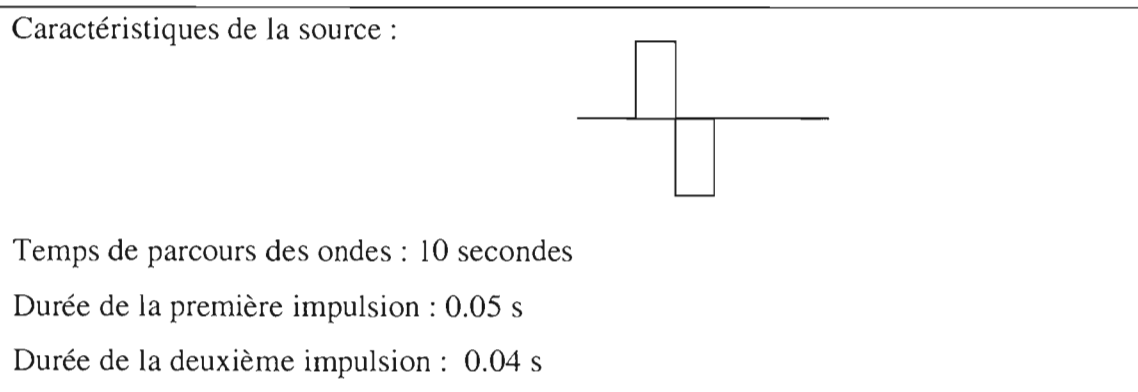 Caractéristiques de la source :
Temps de parcours des ondes : 10 secondes
Durée de la première impulsion : 0.05 s
Durée de la deuxième impulsion : 0.04 s